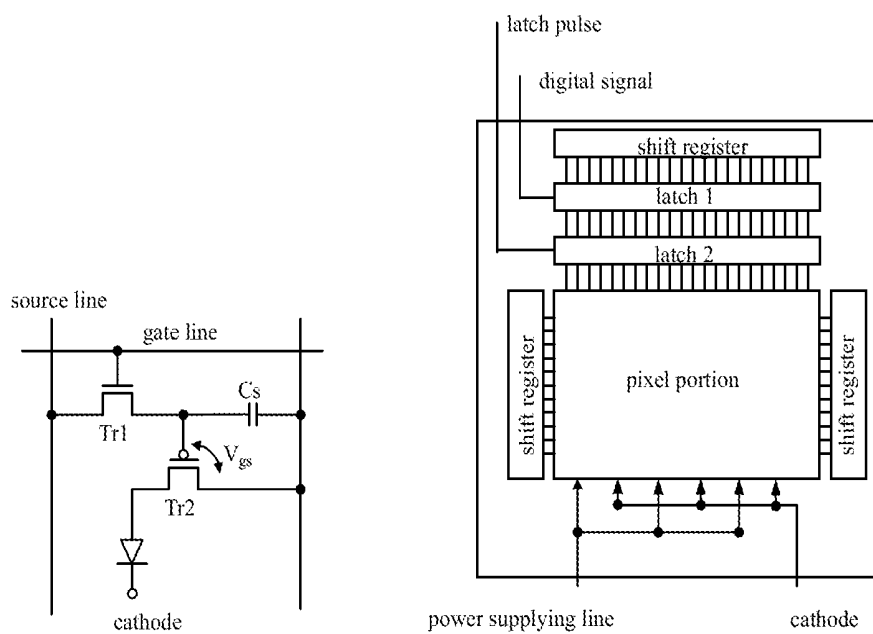 source line
gate line
Cs
Tr1
Vgs
Tr2
cathode
latch pulse
digital signal
shift register
latch 1
latch 2
shift register
pixel portion
shift register
power supplying line
cathode